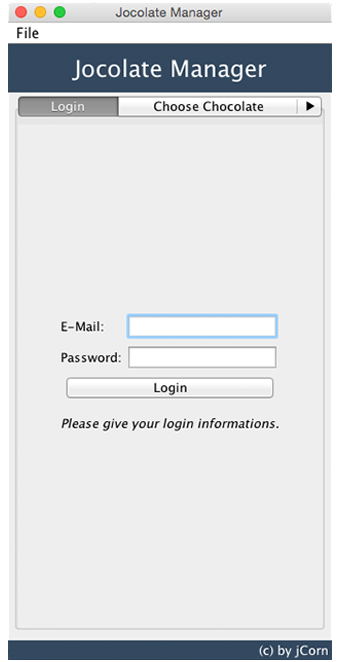 Jocolate Manager
File
Jocolate Manager
Login Choose Chocolate
E-Mail:
Password:
Login
Please give your login informations.
(c) by jCorn